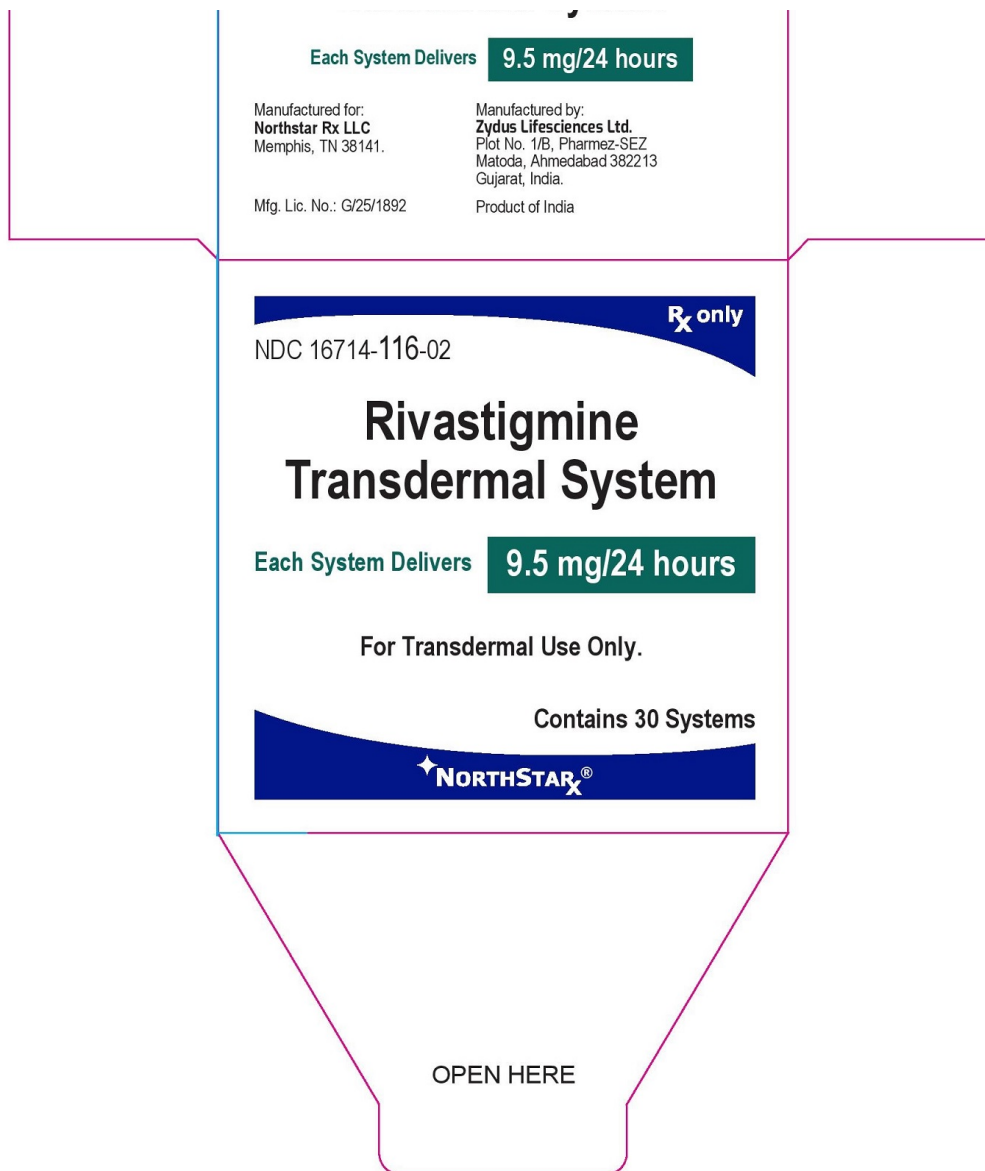 Each System Delivers 9.5 mg/24 hours
Manufactured for:
Northstar Rx LLC
Memphis, TN 38141.
Mfg. Lic. No.: G/25/1892
Manufactured by:
Zydus Lifesciences Ltd.
Plot No. 1/B, Pharmez-SEZ
Matoda, Ahmedabad 382213
Gujarat, India.
Product of India
Rx only
NDC 16714-116-02
Rivastigmine
Transdermal System
Each System Delivers 9.5 mg/24 hours
For Transdermal Use Only.
Contains 30 Systems
NORTHSTARx®
OPEN HERE